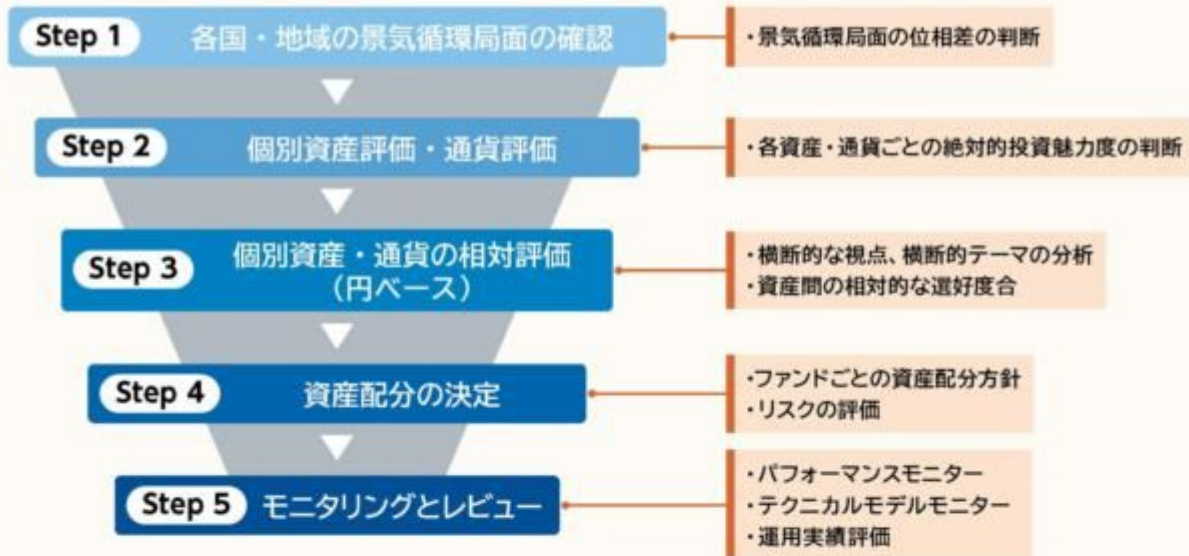 Step 1 各国・地域の景気循環局面の確認
・景気循環局面の位相差の判断
Step 2 個別資産評価・通貨評価
・各資産・通貨ごとの絶対的投資魅力度の判断
Step 3 個別資産・通貨の相対評価
（円ベース）
・横断的な視点、横断的テーマの分析
・資産間の相対的な選好度合
Step 4 資産配分の決定
・ファンドごとの資産配分方針
・リスクの評価
Step 5 モニタリングとレビュー
・パフォーマンスモニター
・テクニカルモデルモニター
・運用実績評価